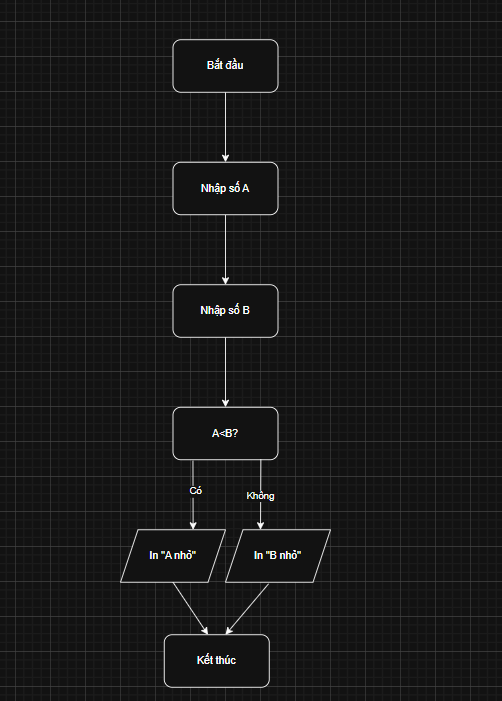 Bắt đầu
Nhập số A
Nhập số B
A<B?
Có
Không
In "A nhỏ"
In "B nhỏ"
Kết thúc